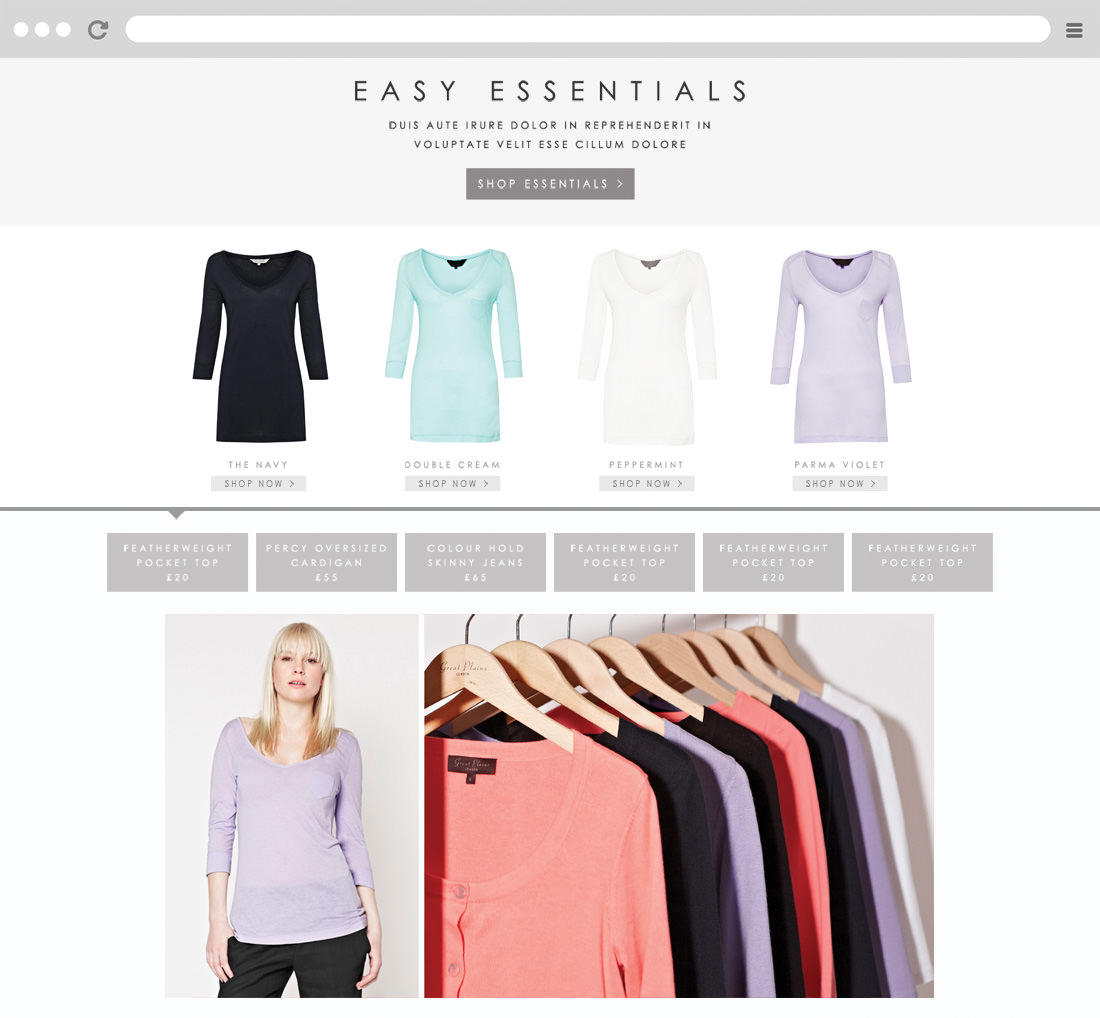 EASY ESSENTIALS
DUIS AUTE IRURE DOLOR IN REPREHENDERIT IN
VOLUPTATE VELIT ESSE CILLUM DOLORE
SHOP ESSENTIALS >
THE NAVY
SHOP NOW >
DOUBLE CREAM
SHOP NOW >
PEPPERMINT
SHOP NOW >
PARMA VIOLET
SHOP NOW >
FEATHERWEIGHT
POCKET TOP
£20
PERCY OVERSIZED
CARDIGAN
£55
COLOUR HOLD
SKINNY JEANS
£65
FEATHERWEIGHT
POCKET TOP
£20
FEATHERWEIGHT
POCKET TOP
£20
FEATHERWEIGHT
POCKET TOP
£20
Great Plains
LONDON
Great Plains
LONDON